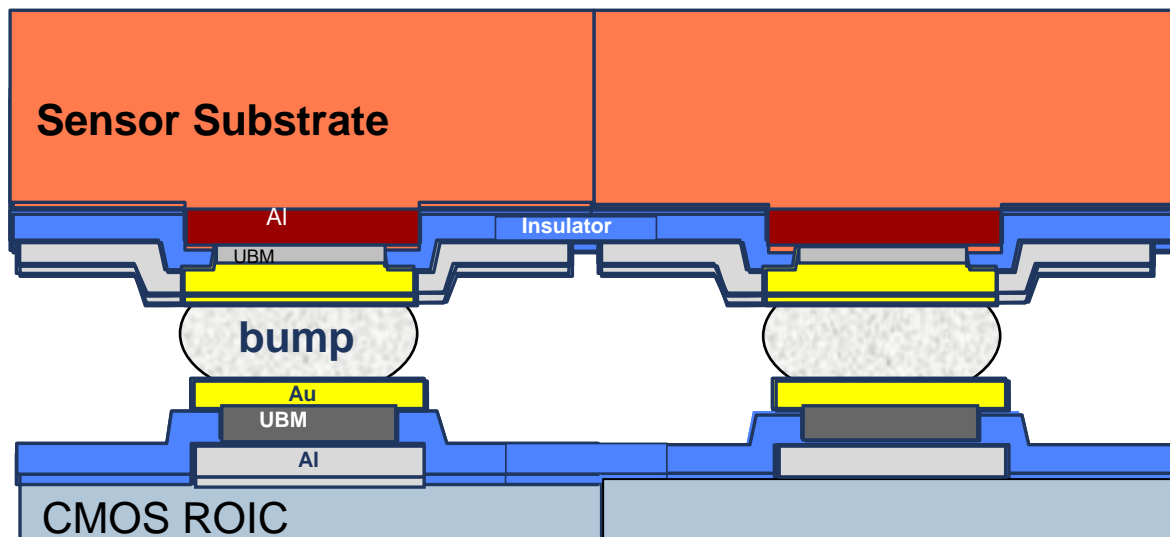 Sensor Substrate
Al
Insulator
UBM
bump
Au
UBM
Al
CMOS ROIC